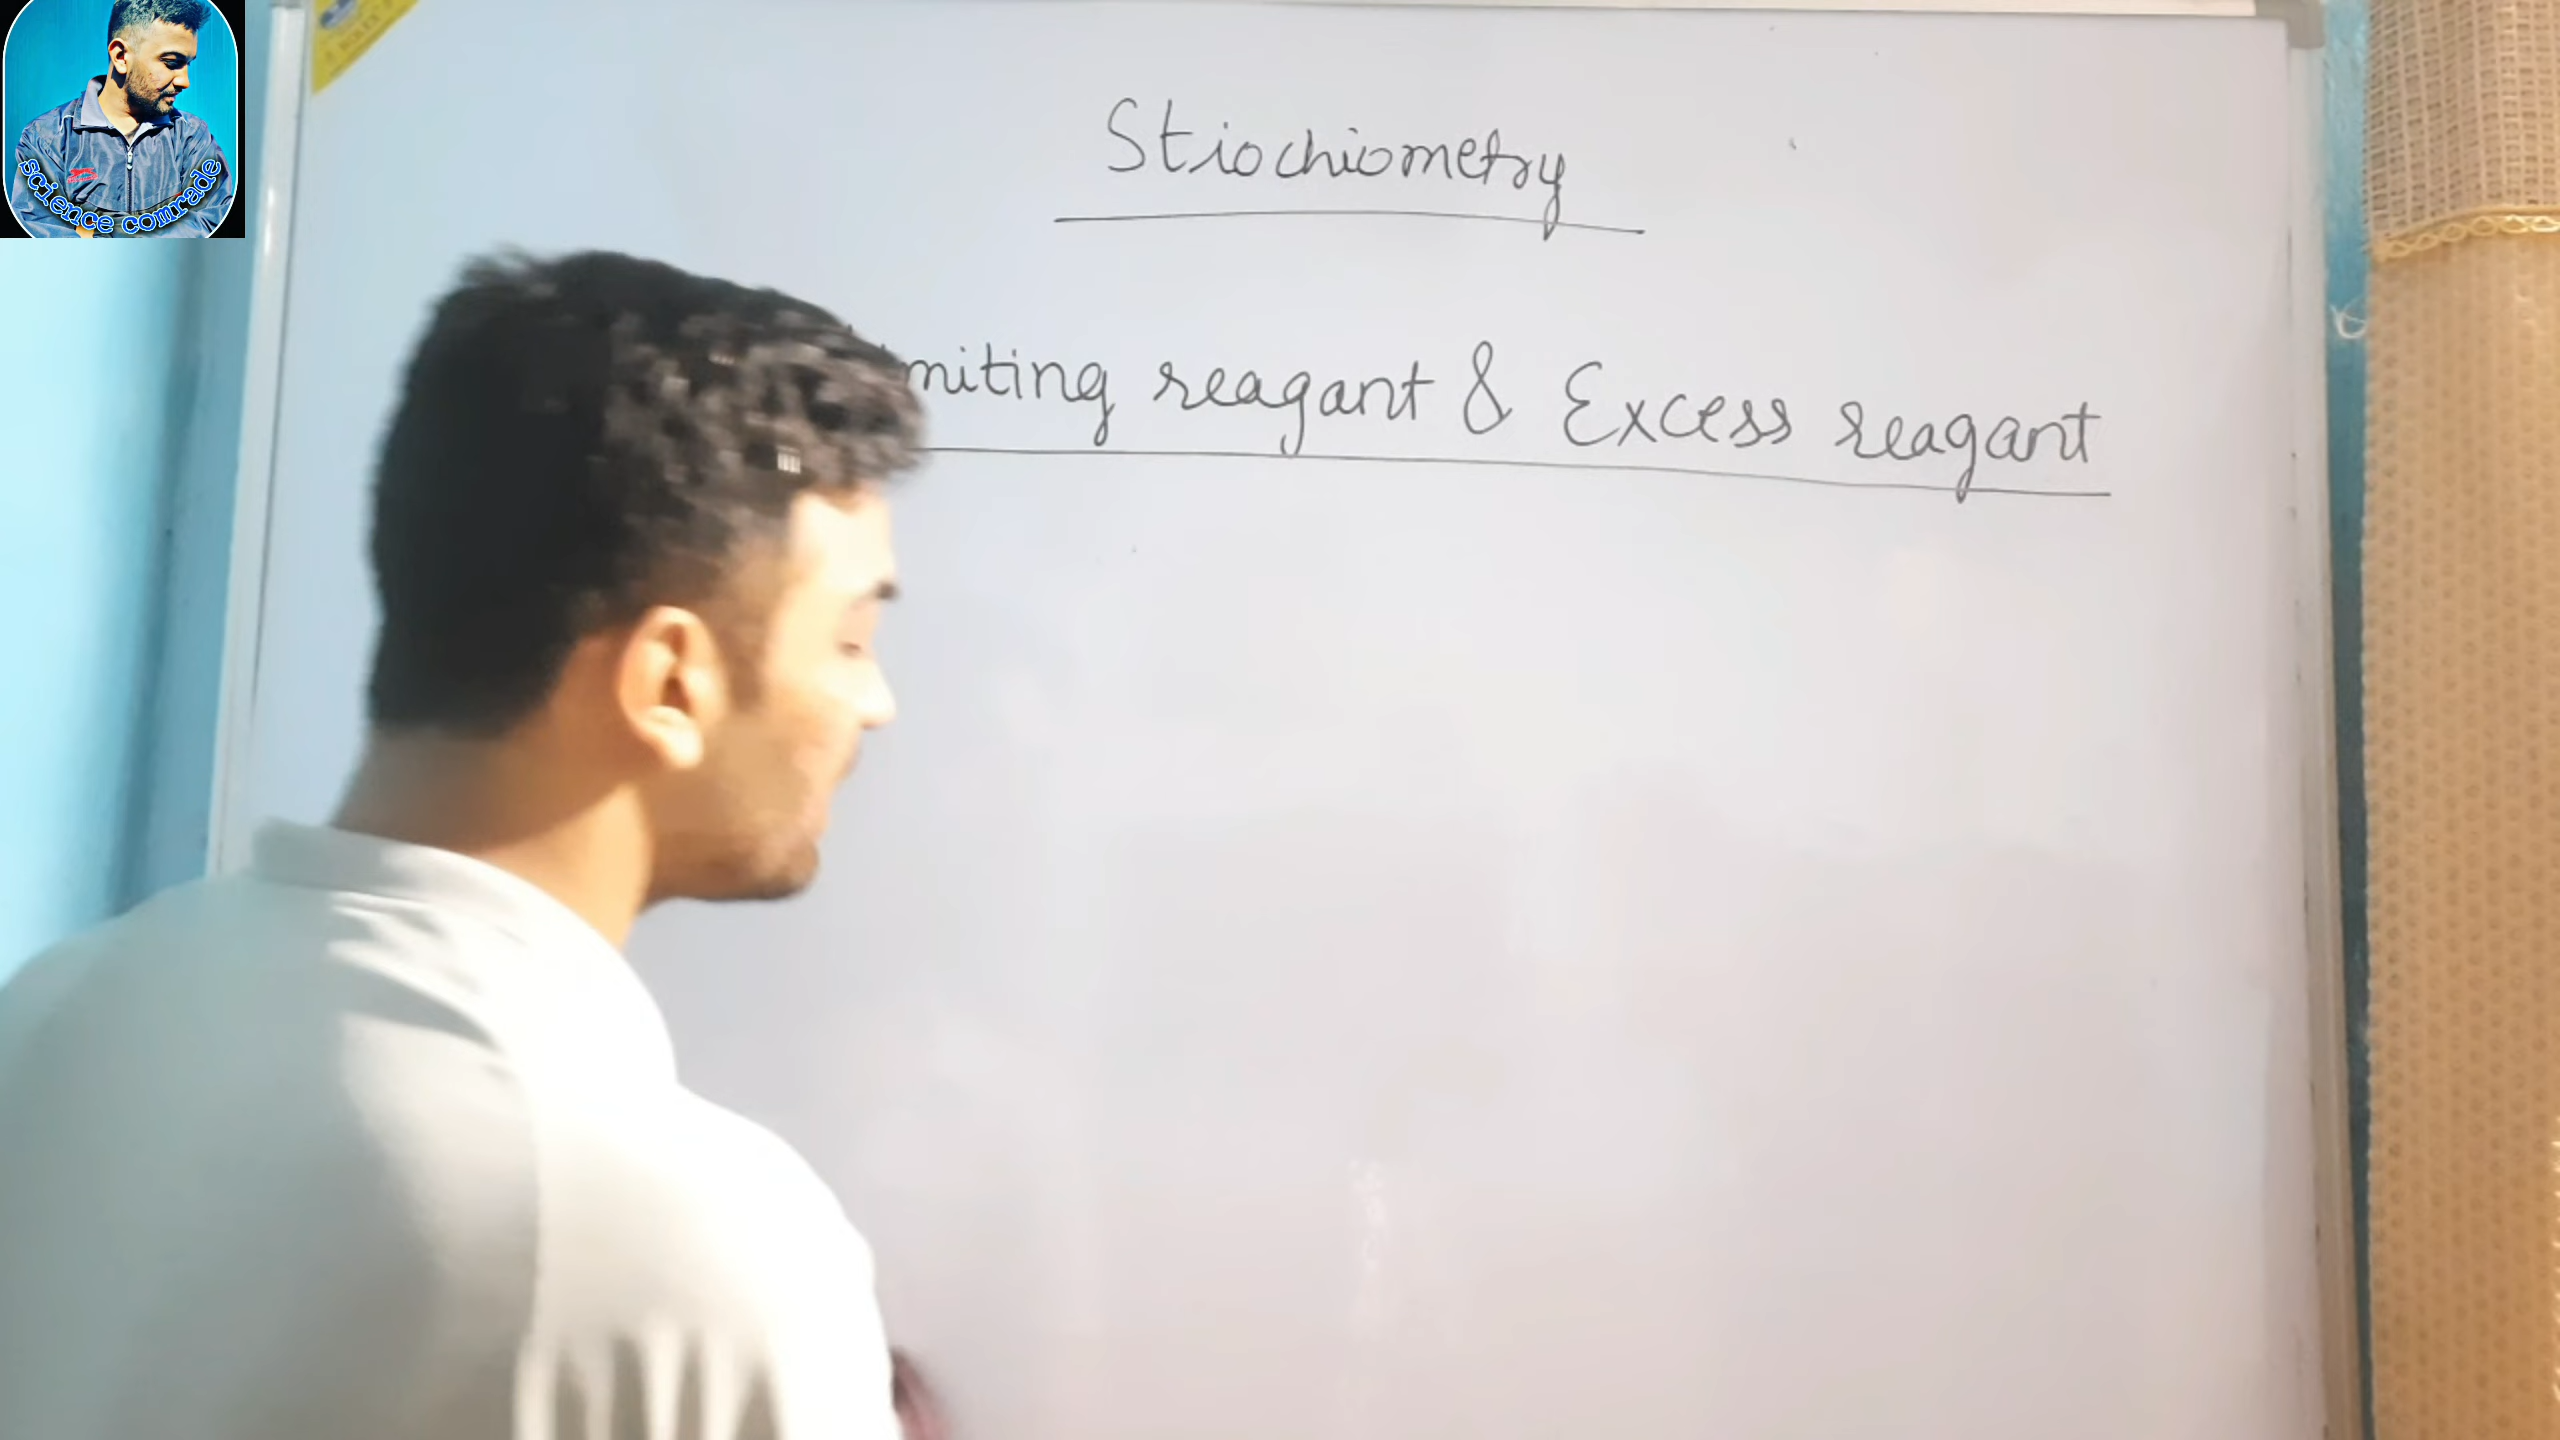 science comrade
Stiochiometry
miting reagant & Excess reagant